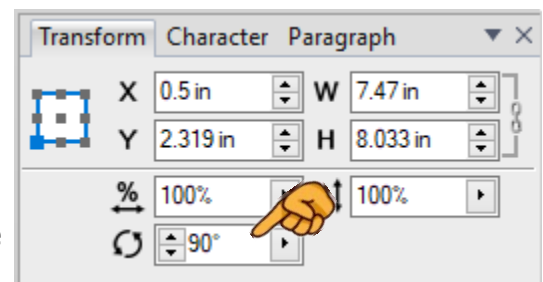 Transform Character Paragraph
X 0.5 in W 7.47 in
Y 2.319 in H 8.033 in
% 100% 100%
90°